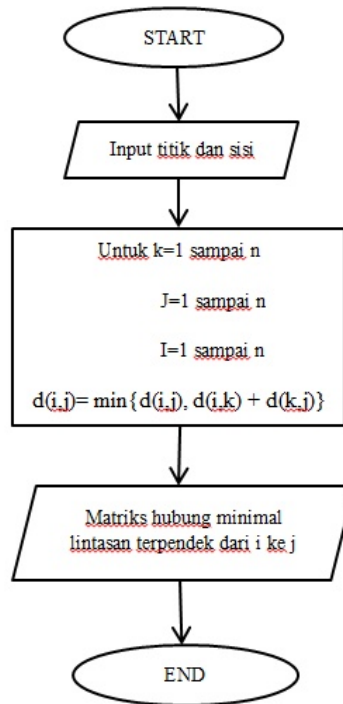 START
Input titik dan sisi
Untuk k=1 sampai n
J=1 sampai n
I=1 sampai n
d(i,j)= min{d(i,j), d(i,k) + d(k,j)}
Matriks hubung minimal
lintasan terpendek dari i ke j
END